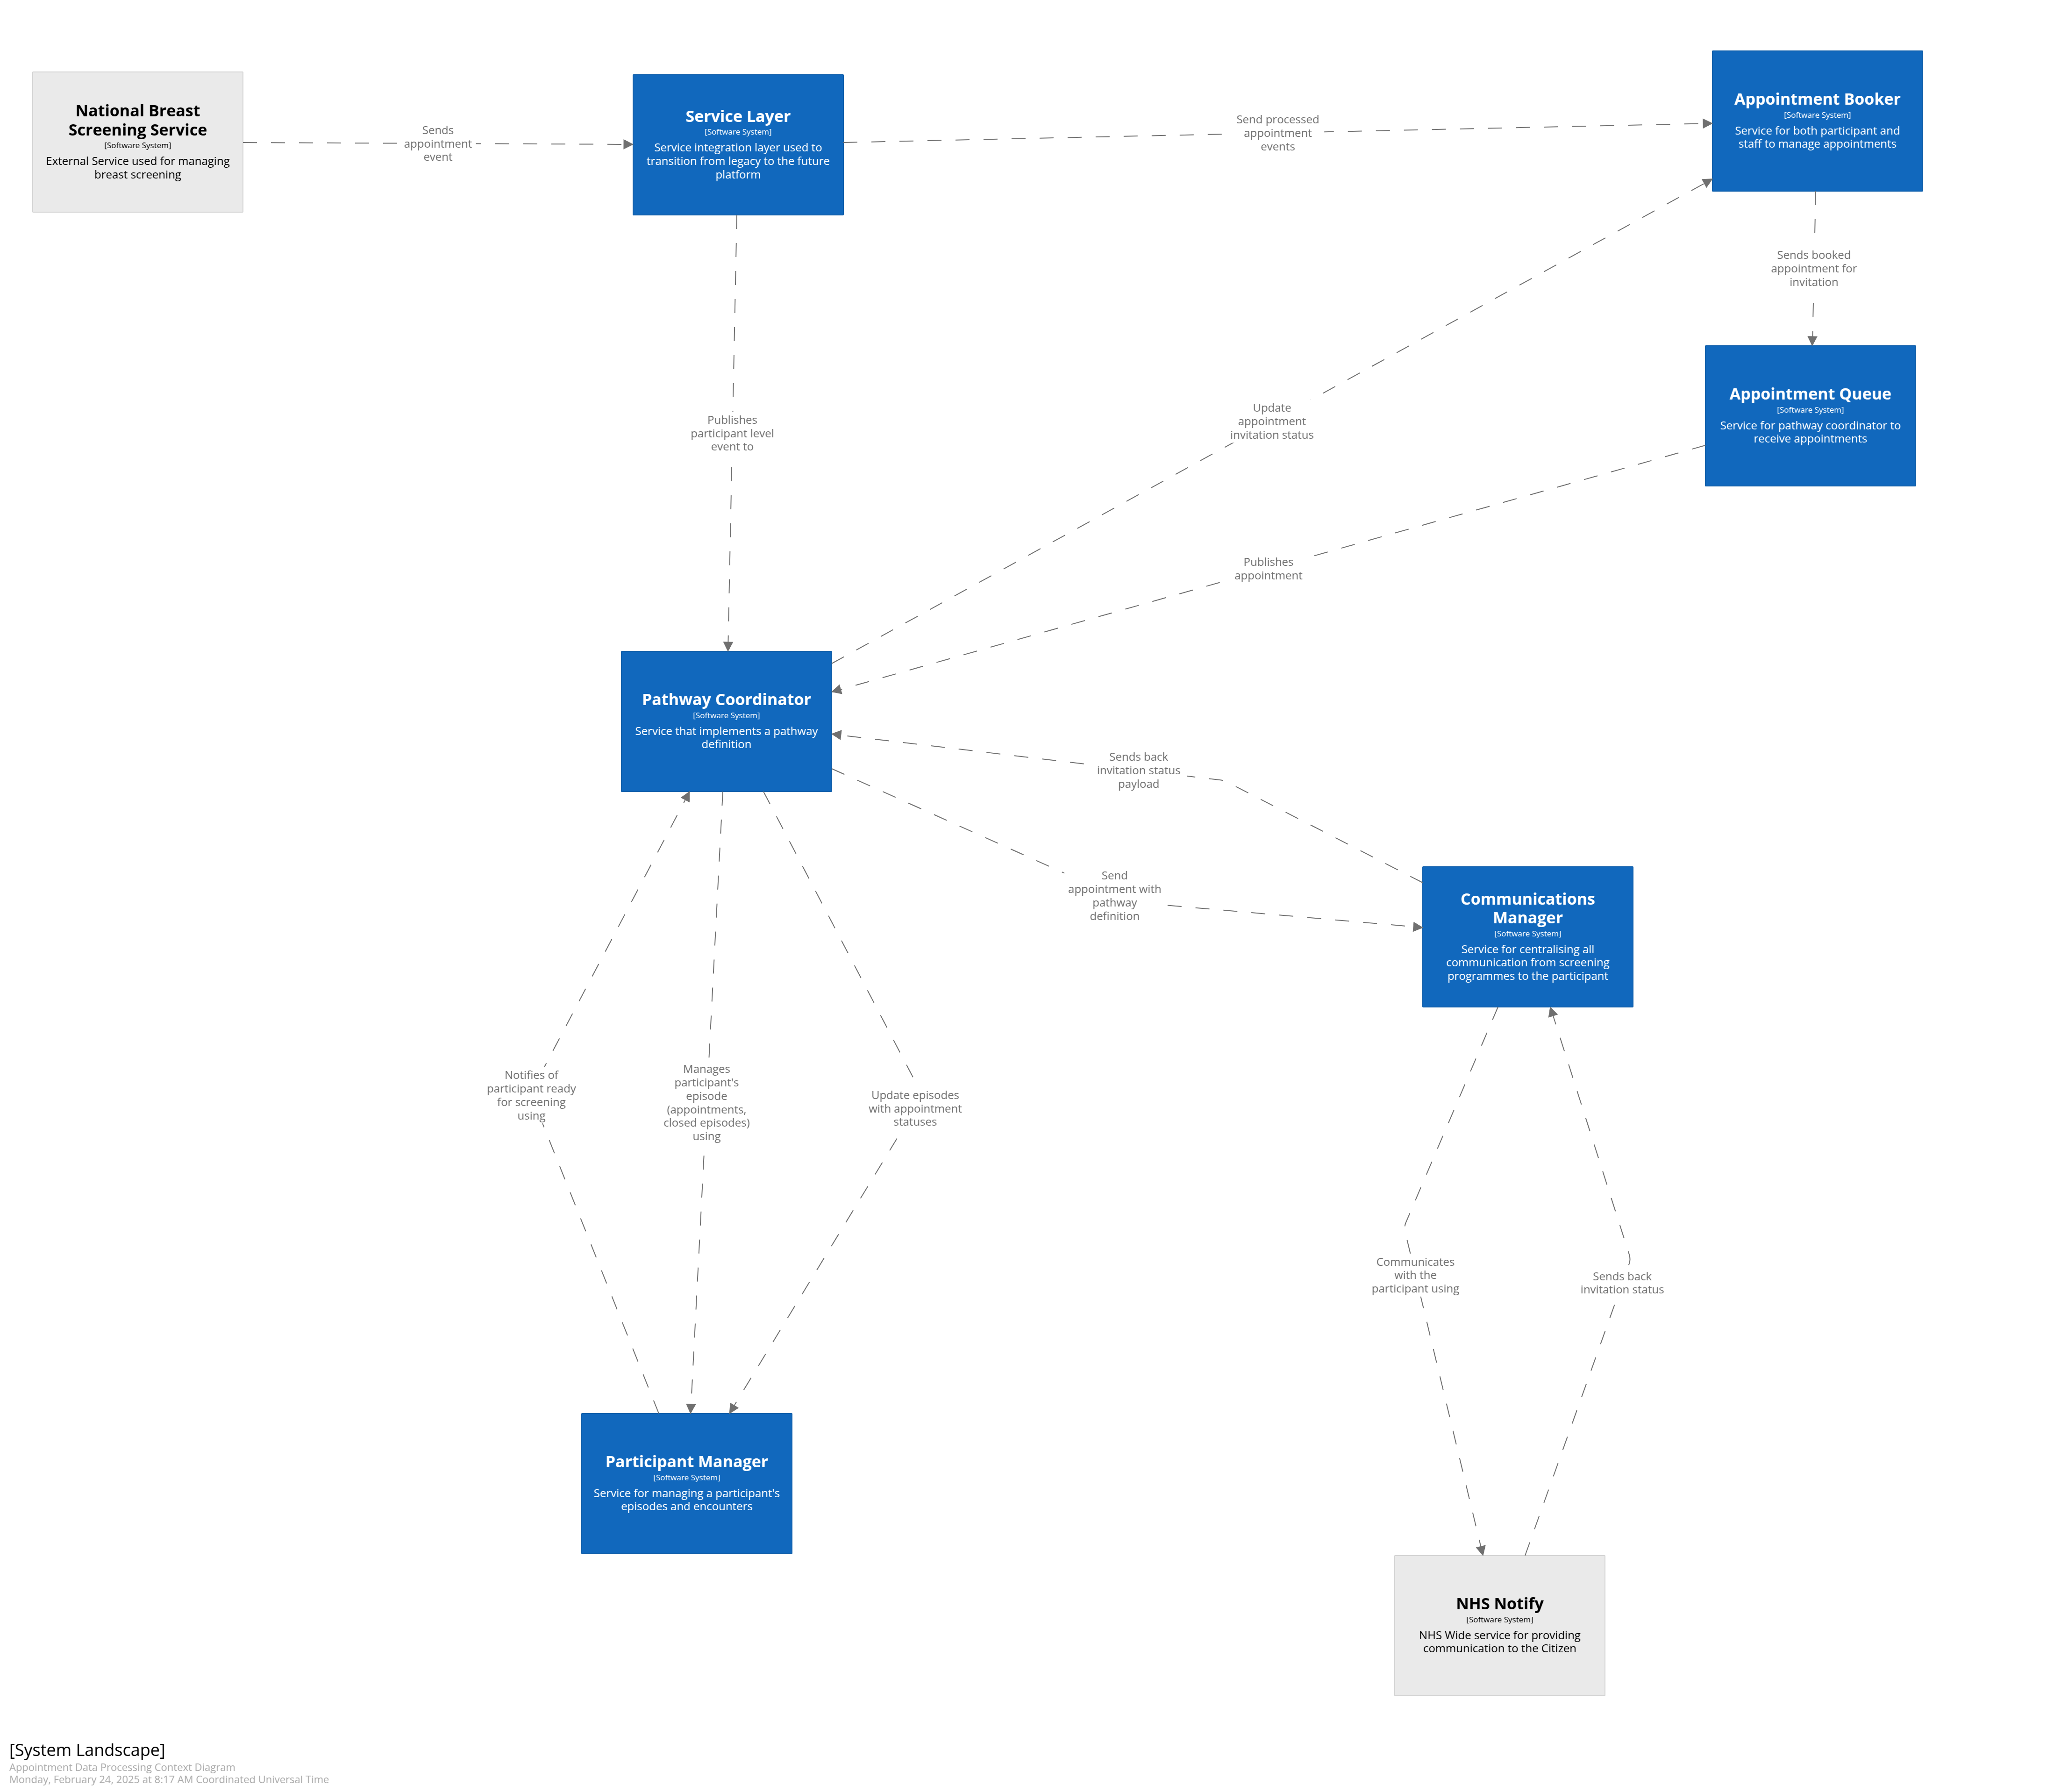 National Breast
Screening Service
[Software System]
External Service used for managing
breast screening
Sends
appointment
event
Service Layer
[Software System]
Service integration layer used to
transition from legacy to the future
platform
Send processed
appointment
events
Appointment Booker
[Software System]
Service for both participant and
staff to manage appointments
Sends booked
appointment for
invitation
Appointment Queue
[Software System]
Service for pathway coordinator to
receive appointments
Publishes
participant level
event to
Update
appointment
invitation status
Publishes
appointment
Pathway Coordinator
[Software System]
Service that implements a pathway
definition
Sends back
invitation status
payload
Send
appointment with
pathway
definition
Communications
Manager
[Software System]
Service for centralising all
communication from screening
programmes to the participant
Notifies of
participant ready
for screening
using
Manages
participant's
episode
(appointments,
closed episodes)
using
Update episodes
with appointment
statuses
Communicates
with the
participant using
Sends back
invitation status
Participant Manager
[Software System]
Service for managing a participant's
episodes and encounters
NHS Notify
[Software System]
NHS Wide service for providing
communication to the Citizen
[System Landscape]
Appointment Data Processing Context Diagram
Monday, February 24, 2025 at 8:17 AM Coordinated Universal Time